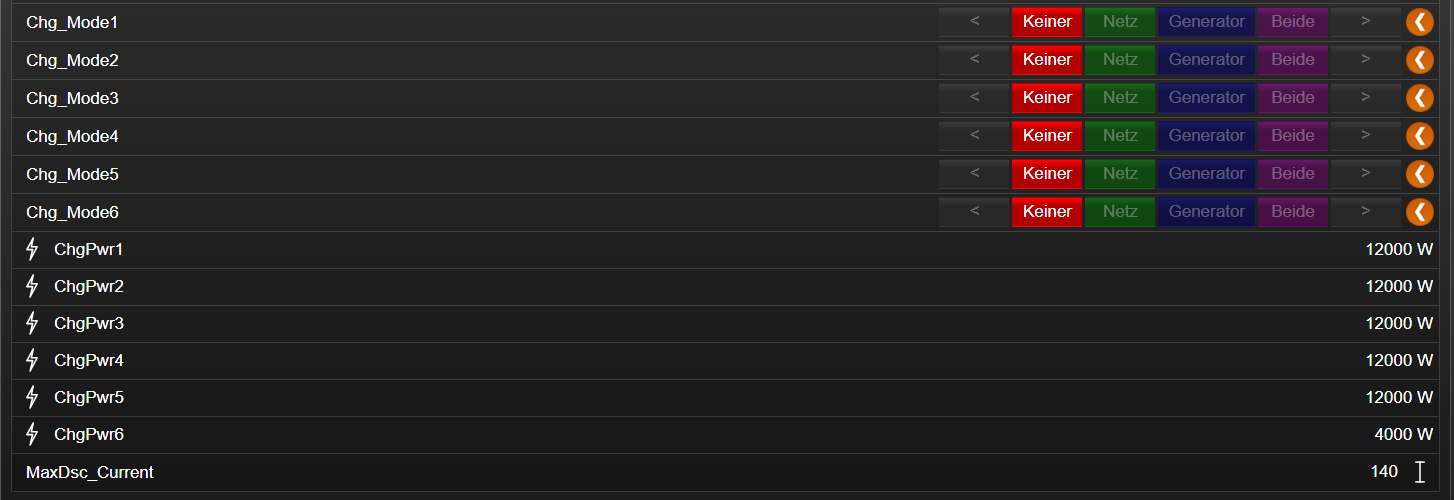 Chg_Mode1 < Keiner Netz Generator Beide >
Chg_Mode2 < Keiner Netz Generator Beide >
Chg_Mode3 < Keiner Netz Generator Beide >
Chg_Mode4 < Keiner Netz Generator Beide >
Chg_Mode5 < Keiner Netz Generator Beide >
Chg_Mode6 < Keiner Netz Generator Beide >
ChgPwr1 12000 W
ChgPwr2 12000 W
ChgPwr3 12000 W
ChgPwr4 12000 W
ChgPwr5 12000 W
ChgPwr6 4000 W
MaxDsc_Current 140